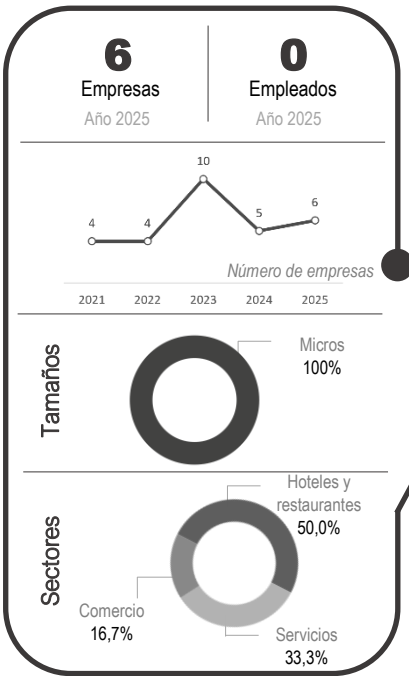 6
Empresas
Año 2025
0
Empleados
Año 2025
10
4
4
5
6
Número de empresas
2021 2022 2023 2024 2025
Tamaños
Micros
100%
Sectores
Hoteles y
restaurantes
50,0%
Comercio
16,7%
Servicios
33,3%